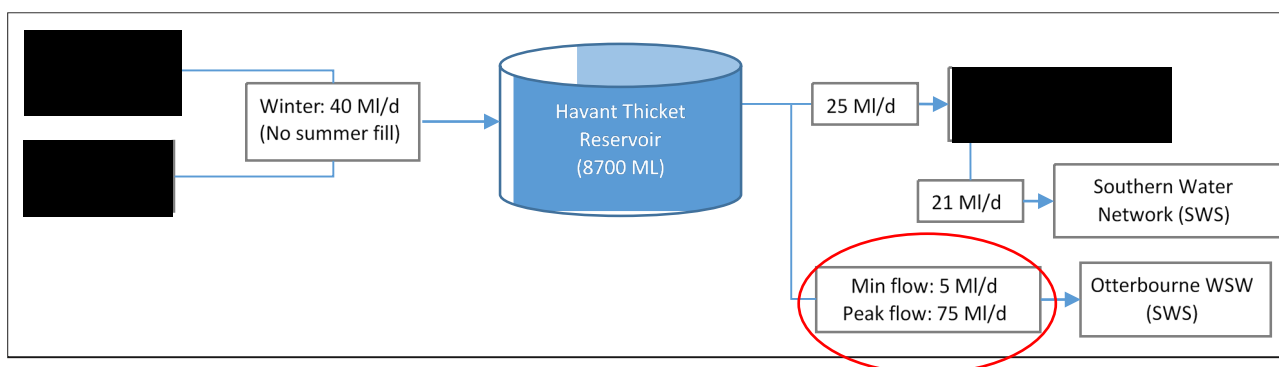 Winter: 40 Ml/d
(No summer fill)
Havant Thicket
Reservoir
(8700 ML)
25 Ml/d
21 Ml/d
Southern Water
Network (SWS)
Min flow: 5 Ml/d
Peak flow: 75 Ml/d
Otterbourne WSW
(SWS)